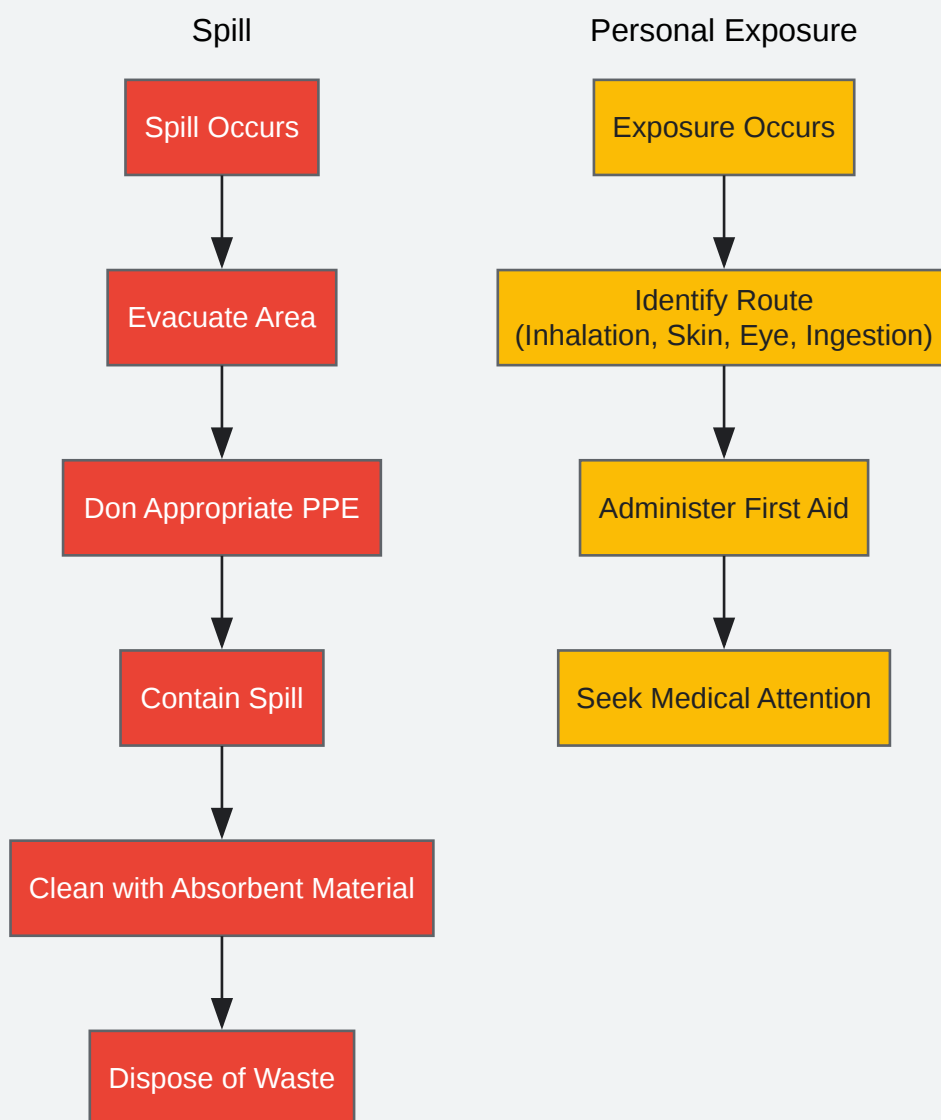 Spill
Spill Occurs
Evacuate Area
Don Appropriate PPE
Contain Spill
Clean with Absorbent Material
Dispose of Waste
Personal Exposure
Exposure Occurs
Identify Route
(Inhalation, Skin, Eye, Ingestion)
Administer First Aid
Seek Medical Attention